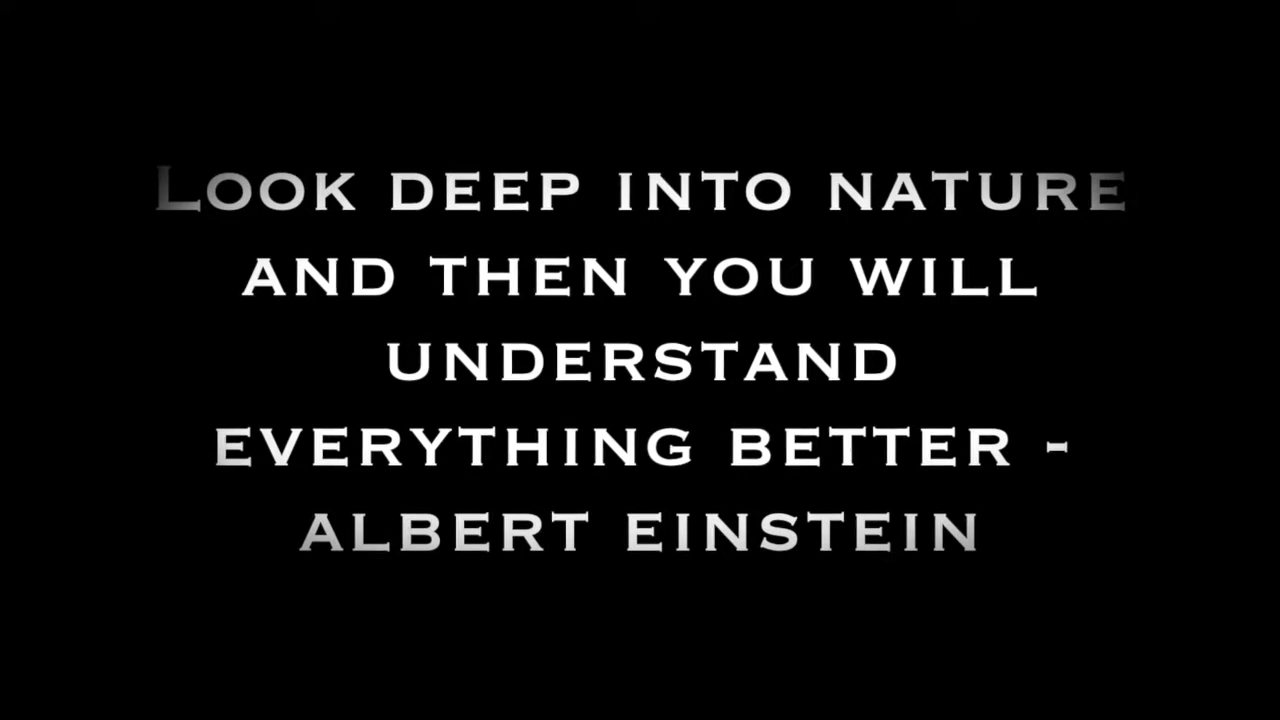 LOOK DEEP INTO NATURE
AND THEN YOU WILL
UNDERSTAND
EVERYTHING BETTER -
ALBERT EINSTEIN